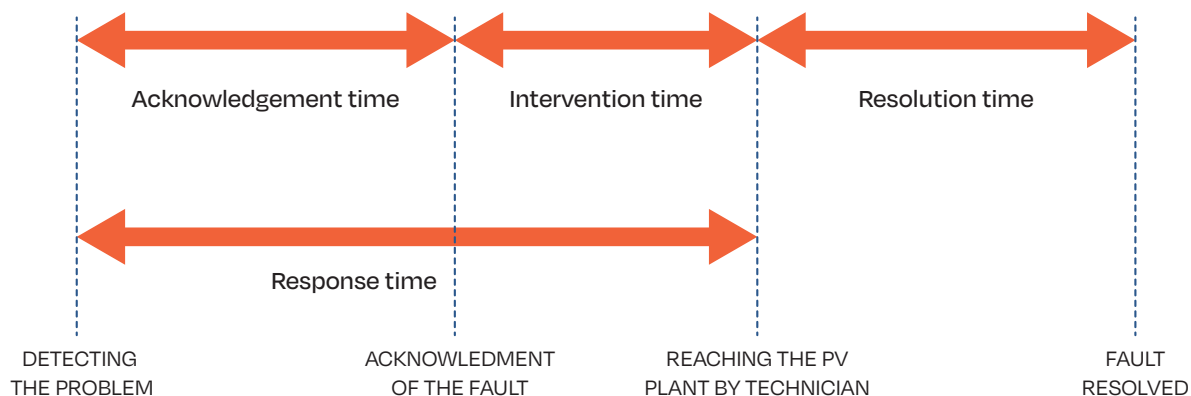 Acknowledgement time
Intervention time
Resolution time
Response time
DETECTING
THE PROBLEM
ACKNOWLEDMENT
OF THE FAULT
REACHING THE PV
PLANT BY TECHNICIAN
FAULT
RESOLVED